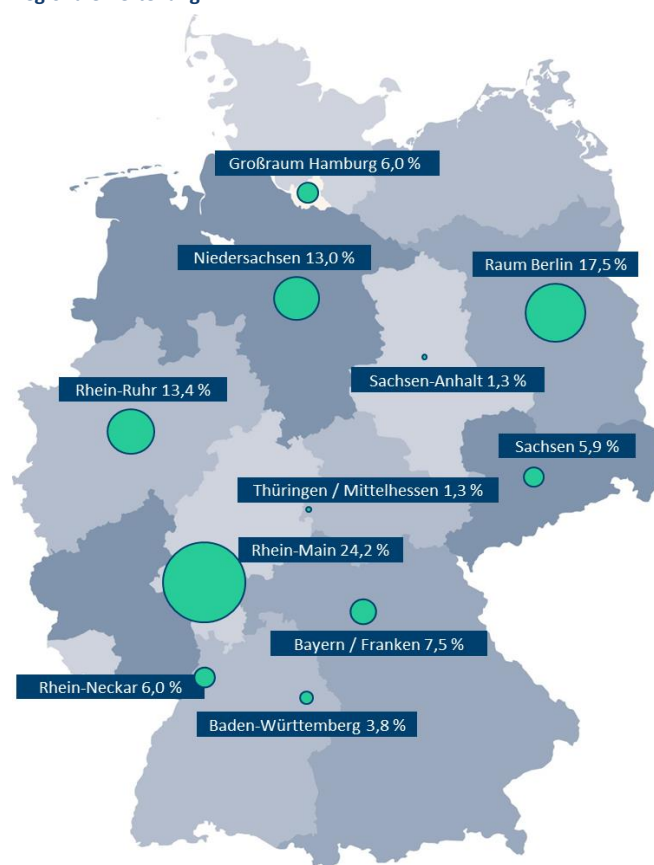 Großraum Hamburg 6,0 %
Niedersachsen 13,0 %
Raum Berlin 17,5 %
Sachsen-Anhalt 1,3 %
Rhein-Ruhr 13,4 %
Sachsen 5,9 %
Thüringen / Mittelhessen 1,3 %
Rhein-Main 24,2 %
Bayern / Franken 7,5 %
Rhein-Neckar 6,0 %
Baden-Württemberg 3,8 %